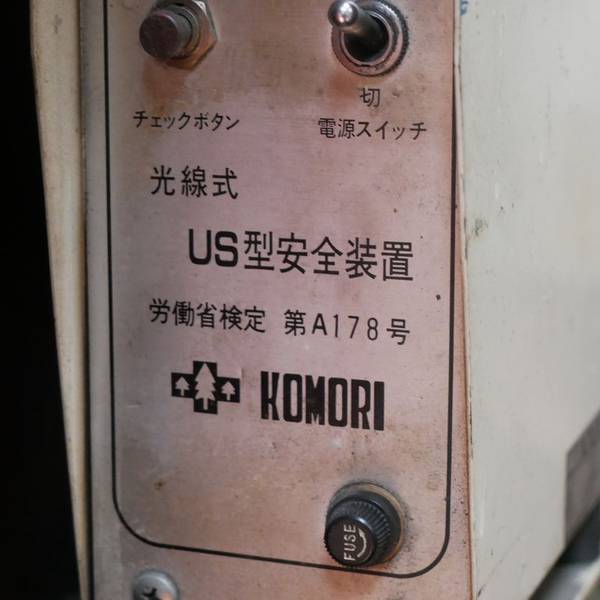 切
チェックボタン
電源スイッチ
光線式
US型安全装置
労働省検定 第A178号
KOMORI
FUSE